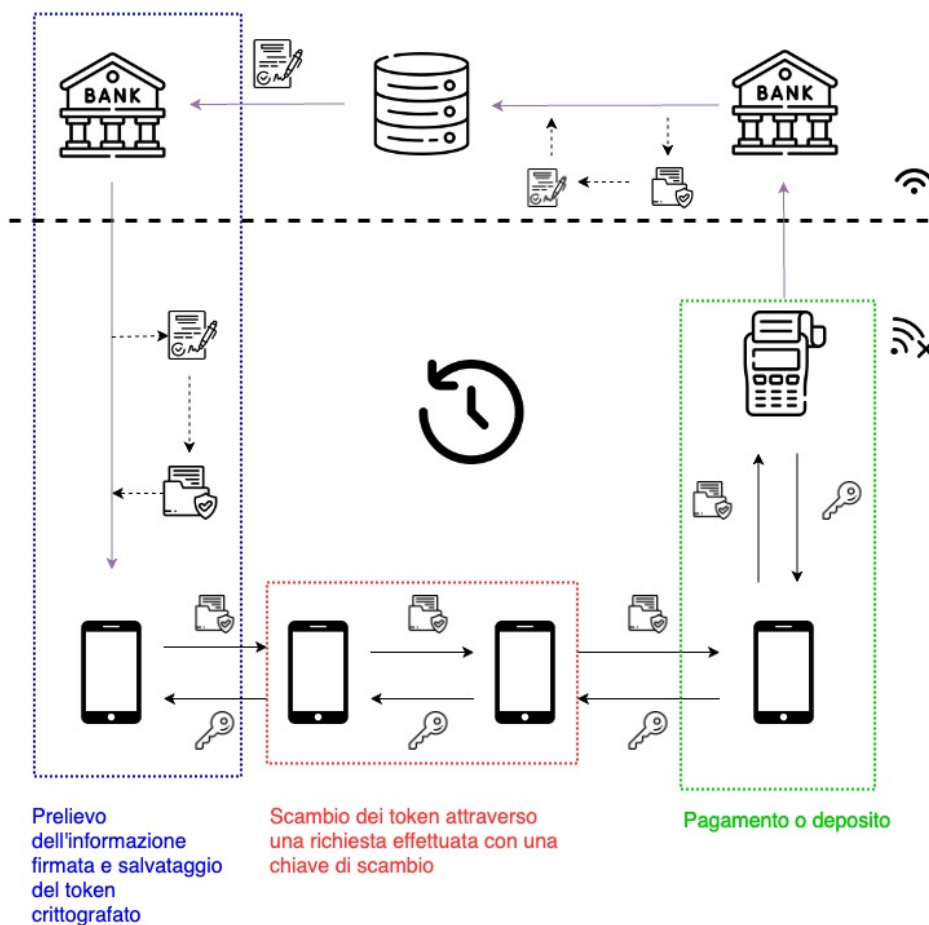 BANK
BANK
Prelievo
dell'informazione
firmata e salvataggio
del token
crittografato
Scambio dei token attraverso
una richiesta effettuata con una
chiave di scambio
Pagamento o deposito